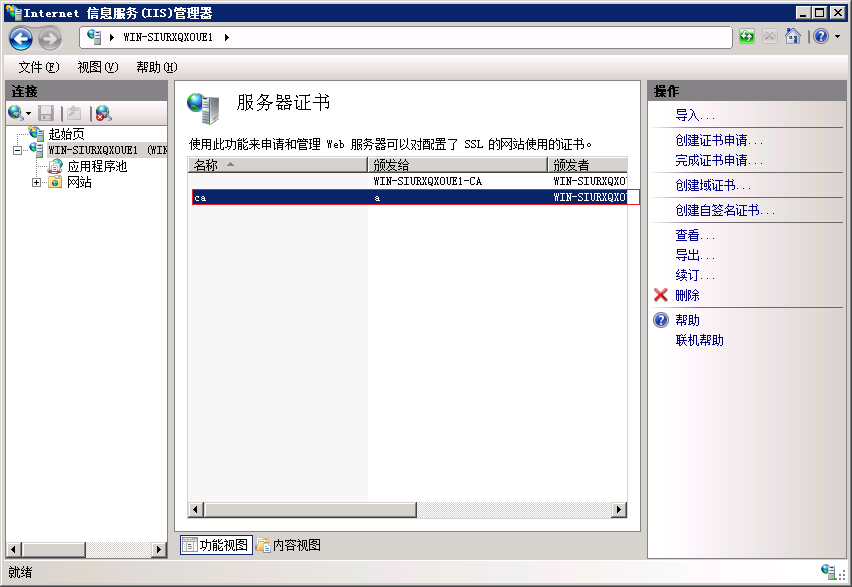 Internet 信息服务(IIS)管理器
WIN-SIURXQXOUE1
文件(F) 视图(V) 帮助(H)
连接
起始页
WIN-SIURXQXOUE1 (WIN
应用程序池
网站
服务器证书
使用此功能来申请和管理 Web 服务器可以对配置了 SSL 的网站使用的证书。
名称 颁发给 颁发者
WIN-SIURXQXOUE1-CA WIN-SIURXQXO
ca a WIN-SIURXQXO
功能视图 内容视图
操作
导入...
创建证书申请...
完成证书申请...
创建域证书...
创建自签名证书...
查看...
导出...
续订...
删除
帮助
联机帮助
就绪